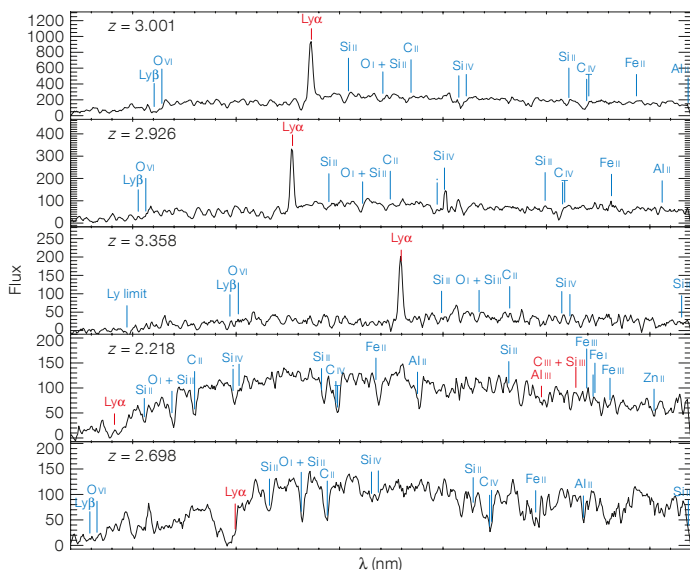 Flux
1200
1000
800
600
400
200
0
z = 3.001
Lyβ
O VI
Lyα
Si II
O I + Si II
C II
Si IV
Si II
C IV
Fe II
Al
400
300
200
100
0
z = 2.926
Lyβ
O VI
Lyα
Si II
O I + Si II
C II
Si IV
Si II
C IV
Fe II
Al II
250
200
150
100
50
0
z = 3.358
Ly limit
Lyβ
O VI
Lyα
Si II
O I + Si II
C II
Si IV
Si
200
150
100
50
0
z = 2.218
Lyα
Si II
O I + Si II
C II
Si IV
Si II
C IV
Fe II
Al II
Si II
C III + Si III
Al III
Fe III
Fe I
Fe III
Zn II
200
150
100
50
0
z = 2.698
Lyβ
O VI
Lyα
Si II
O I + Si II
C II
Si IV
Si II
C IV
Fe II
Al II
Si
λ (nm)